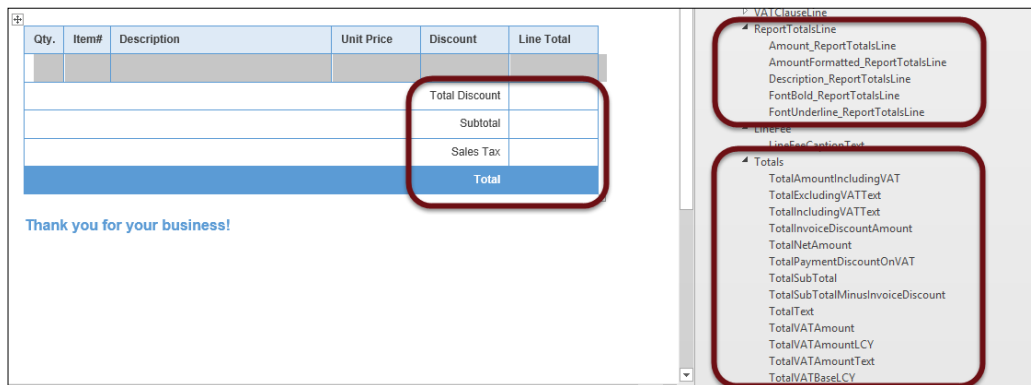 Qty. Item# Description Unit Price Discount Line Total
Total Discount
Subtotal
Sales Tax
Total
Thank you for your business!
VATClauseLine
ReportTotalsLine
Amount_ReportTotalsLine
AmountFormatted_ReportTotalsLine
Description_ReportTotalsLine
FontBold_ReportTotalsLine
FontUnderline_ReportTotalsLine
LineFee
LineFeeCaptionText
Totals
TotalAmountIncludingVAT
TotalExcludingVATText
TotalIncludingVATText
TotalInvoiceDiscountAmount
TotalNetAmount
TotalPaymentDiscountOnVAT
TotalSubTotal
TotalSubTotalMinusInvoiceDiscount
TotalText
TotalVATAmount
TotalVATAmountLCY
TotalVATAmountText
TotalVATBaseLCY